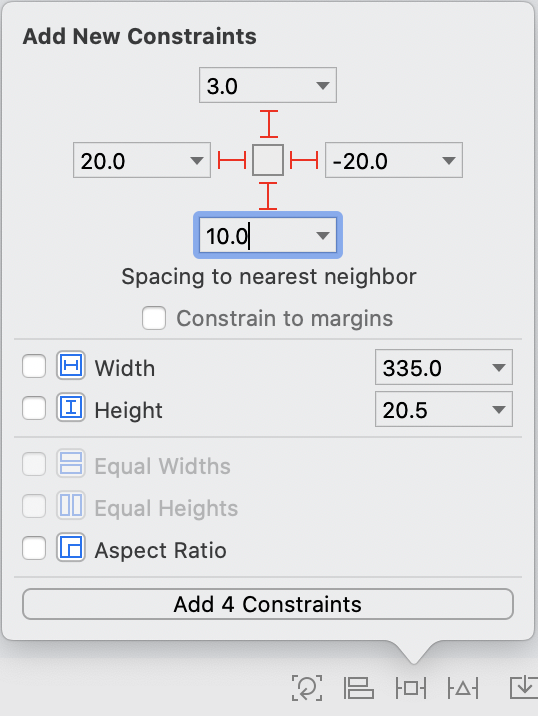 Add New Constraints
3.0
20.0
-20.0
10.0
Spacing to nearest neighbor
Constrain to margins
Width 335.0
Height 20.5
Equal Widths
Equal Heights
Aspect Ratio
Add 4 Constraints